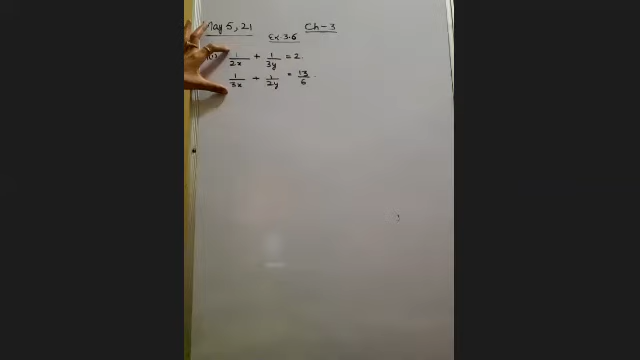 May 5, 21 Ch-3
Ex 3.6
1/2x + 1/3y = 2
1/3x + 1/2y = 13/6